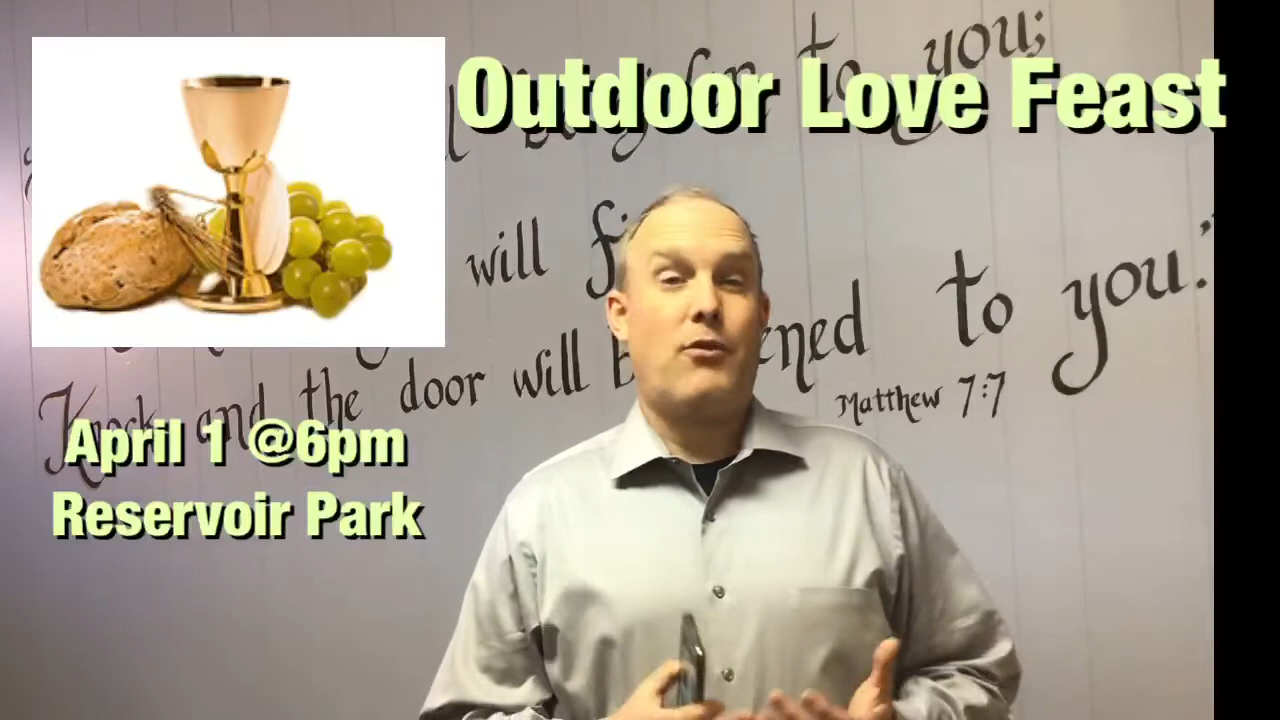 Outdoor Love Feast
to you;
will
Knock and the door will
to you."
Matthew 7:7
April 1 @6pm
Reservoir Park